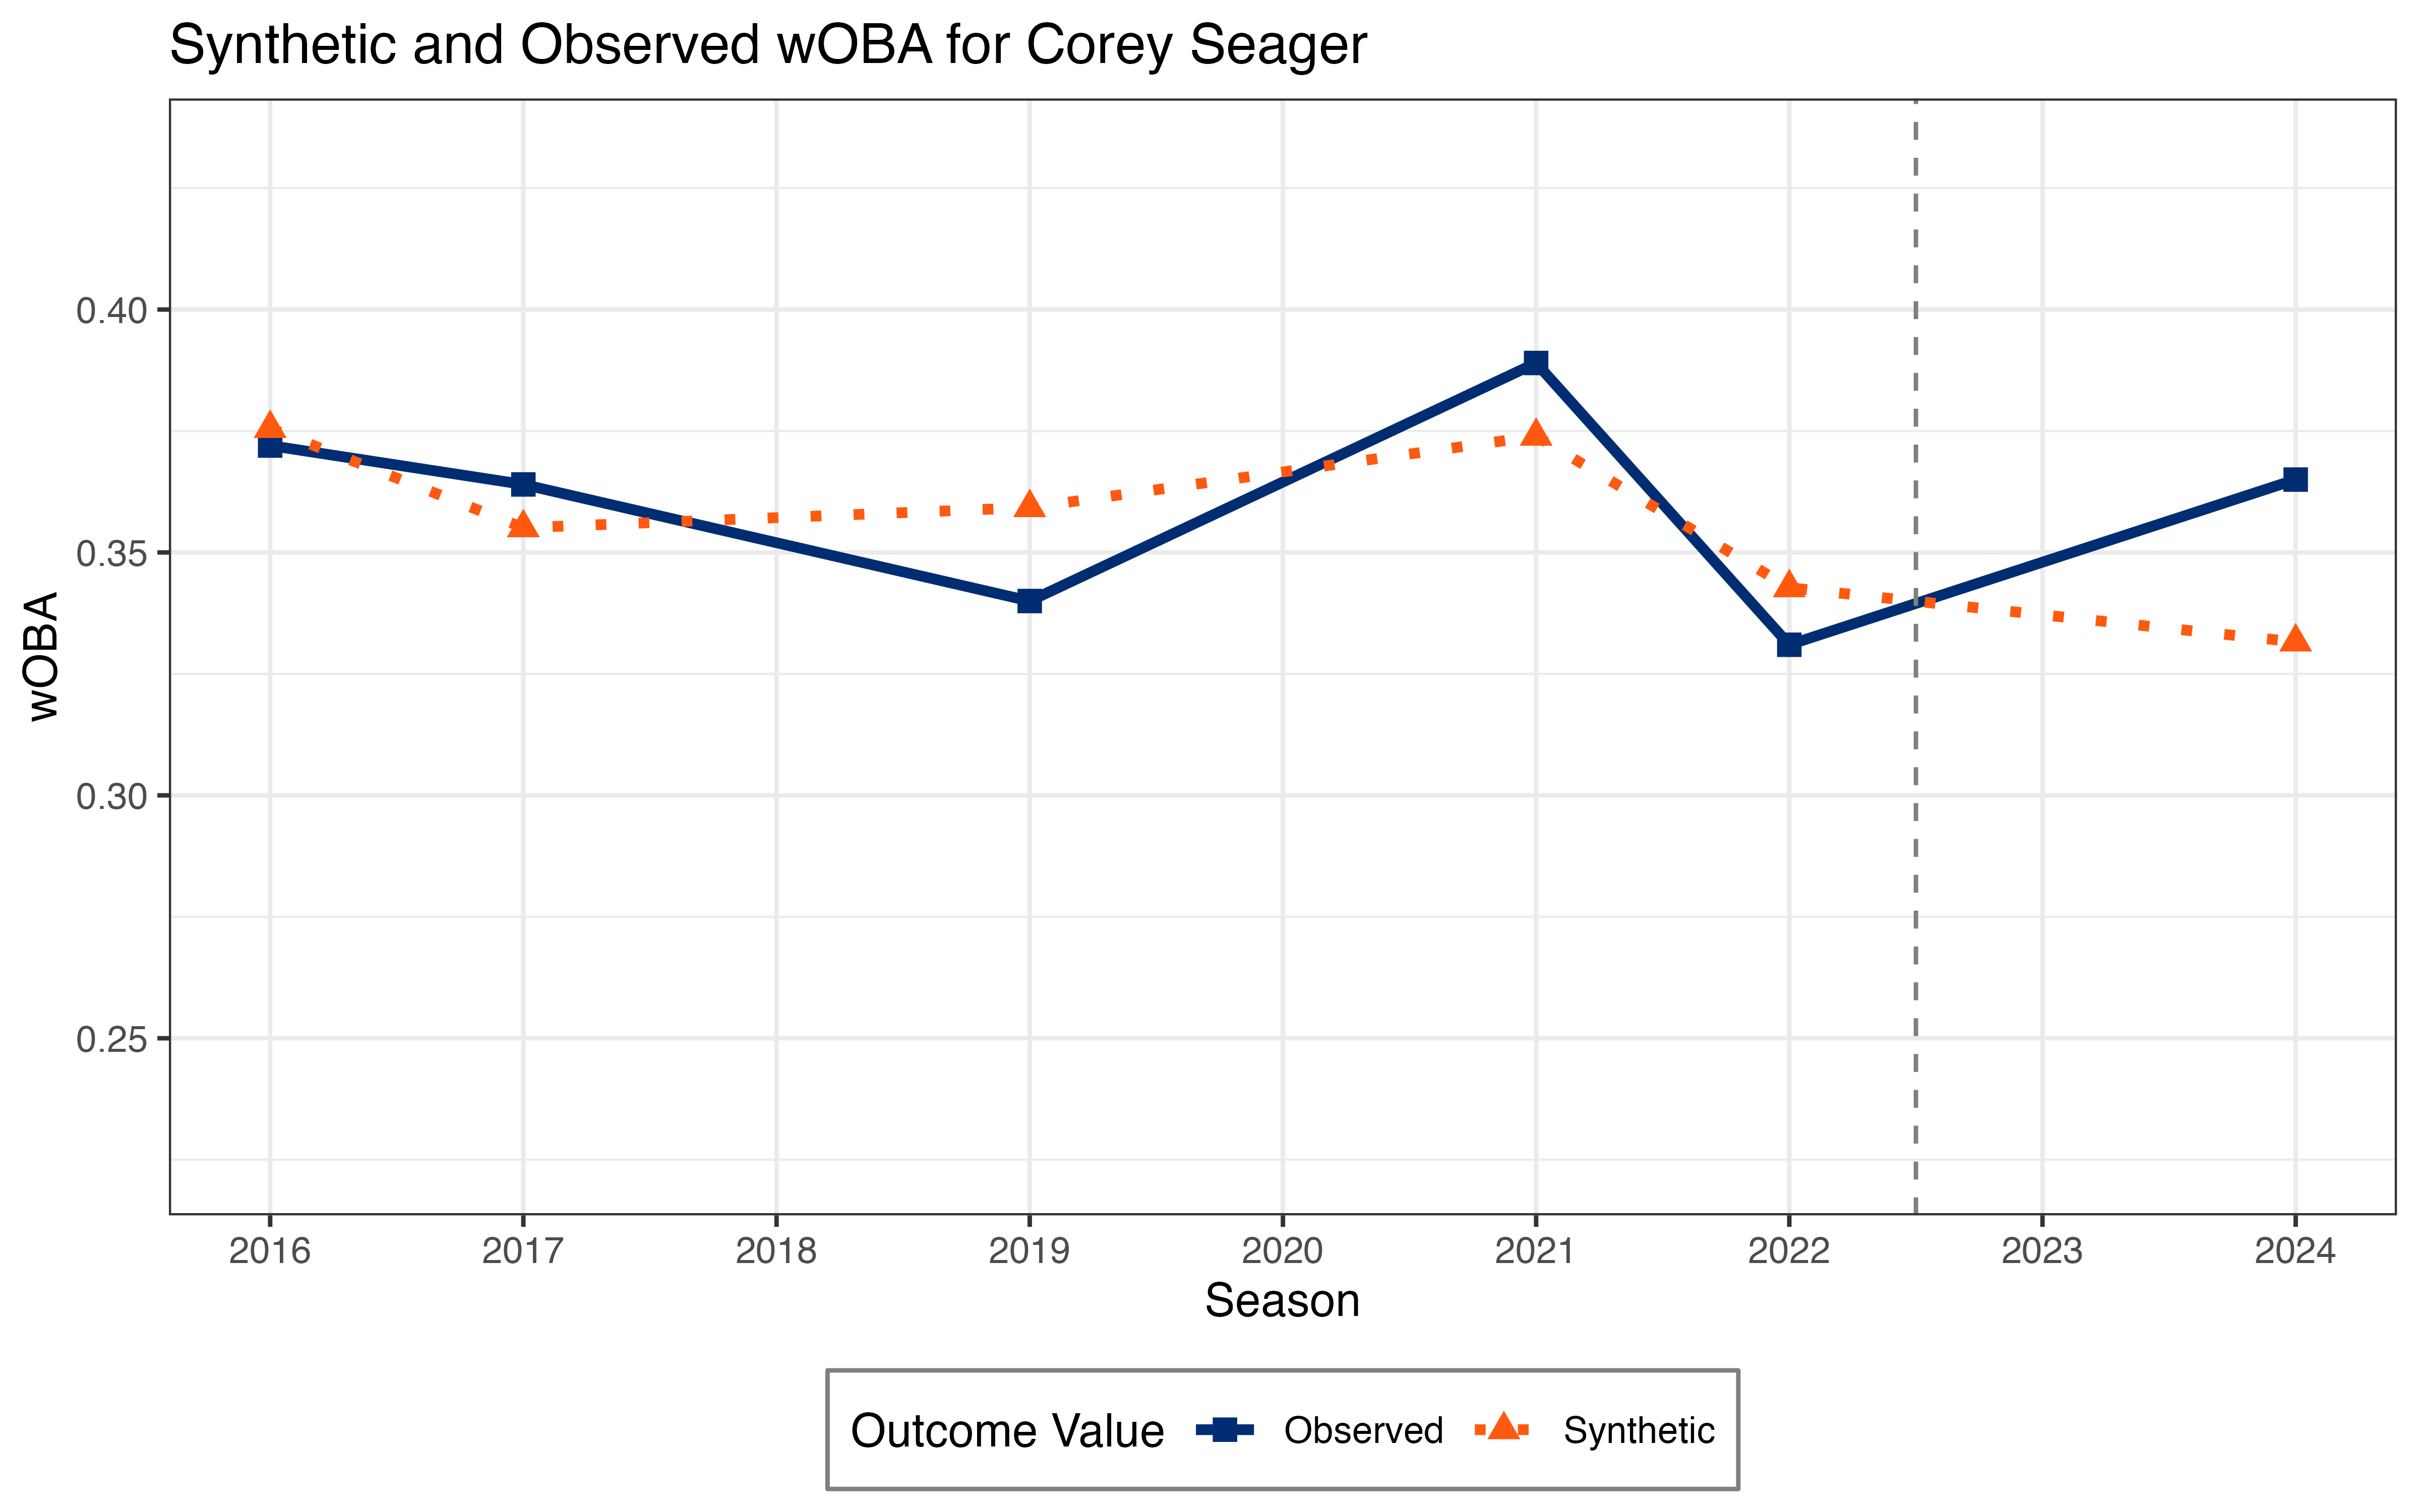 Synthetic and Observed wOBA for Corey Seager
wOBA
0.40
0.35
0.30
0.25
2016 2017 2018 2019 2020 2021 2022 2023 2024
Season
Outcome Value Observed Synthetic